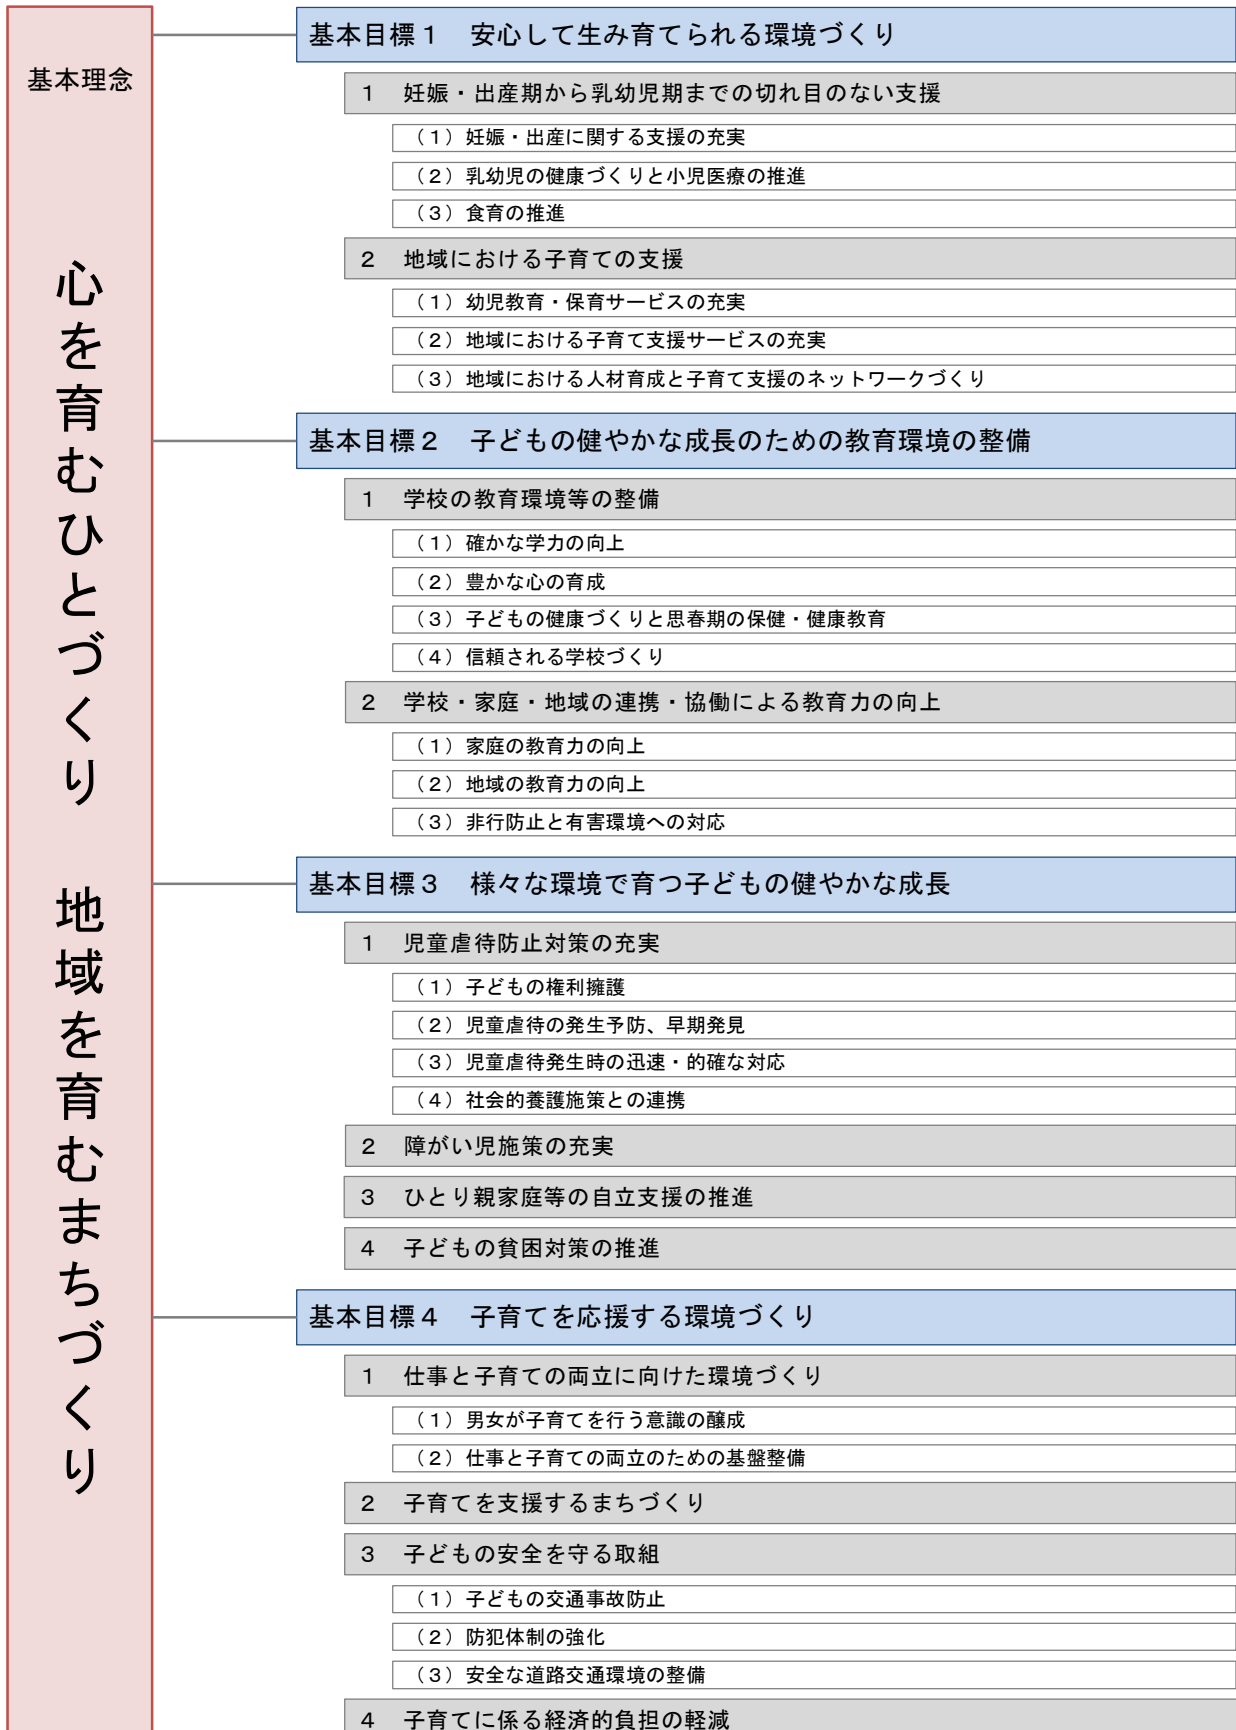 基本理念
心を育むひとづくり　地域を育むまちづくり
基本目標１　安心して生み育てられる環境づくり
１　妊娠・出産期から乳幼児期までの切れ目のない支援
（１）妊娠・出産に関する支援の充実
（２）乳幼児の健康づくりと小児医療の推進
（３）食育の推進
２　地域における子育ての支援
（１）幼児教育・保育サービスの充実
（２）地域における子育て支援サービスの充実
（３）地域における人材育成と子育て支援のネットワークづくり
基本目標２　子どもの健やかな成長のための教育環境の整備
１　学校の教育環境等の整備
（１）確かな学力の向上
（２）豊かな心の育成
（３）子どもの健康づくりと思春期の保健・健康教育
（４）信頼される学校づくり
２　学校・家庭・地域の連携・協働による教育力の向上
（１）家庭の教育力の向上
（２）地域の教育力の向上
（３）非行防止と有害環境への対応
基本目標３　様々な環境で育つ子どもの健やかな成長
１　児童虐待防止対策の充実
（１）子どもの権利擁護
（２）児童虐待の発生予防、早期発見
（３）児童虐待発生時の迅速・的確な対応
（４）社会的養護施策との連携
２　障がい児施策の充実
３　ひとり親家庭等の自立支援の推進
４　子どもの貧困対策の推進
基本目標４　子育てを応援する環境づくり
１　仕事と子育ての両立に向けた環境づくり
（１）男女が子育てを行う意識の醸成
（２）仕事と子育ての両立のための基盤整備
２　子育てを支援するまちづくり
３　子どもの安全を守る取組
（１）子どもの交通事故防止
（２）防犯体制の強化
（３）安全な道路交通環境の整備
４　子育てに係る経済的負担の軽減